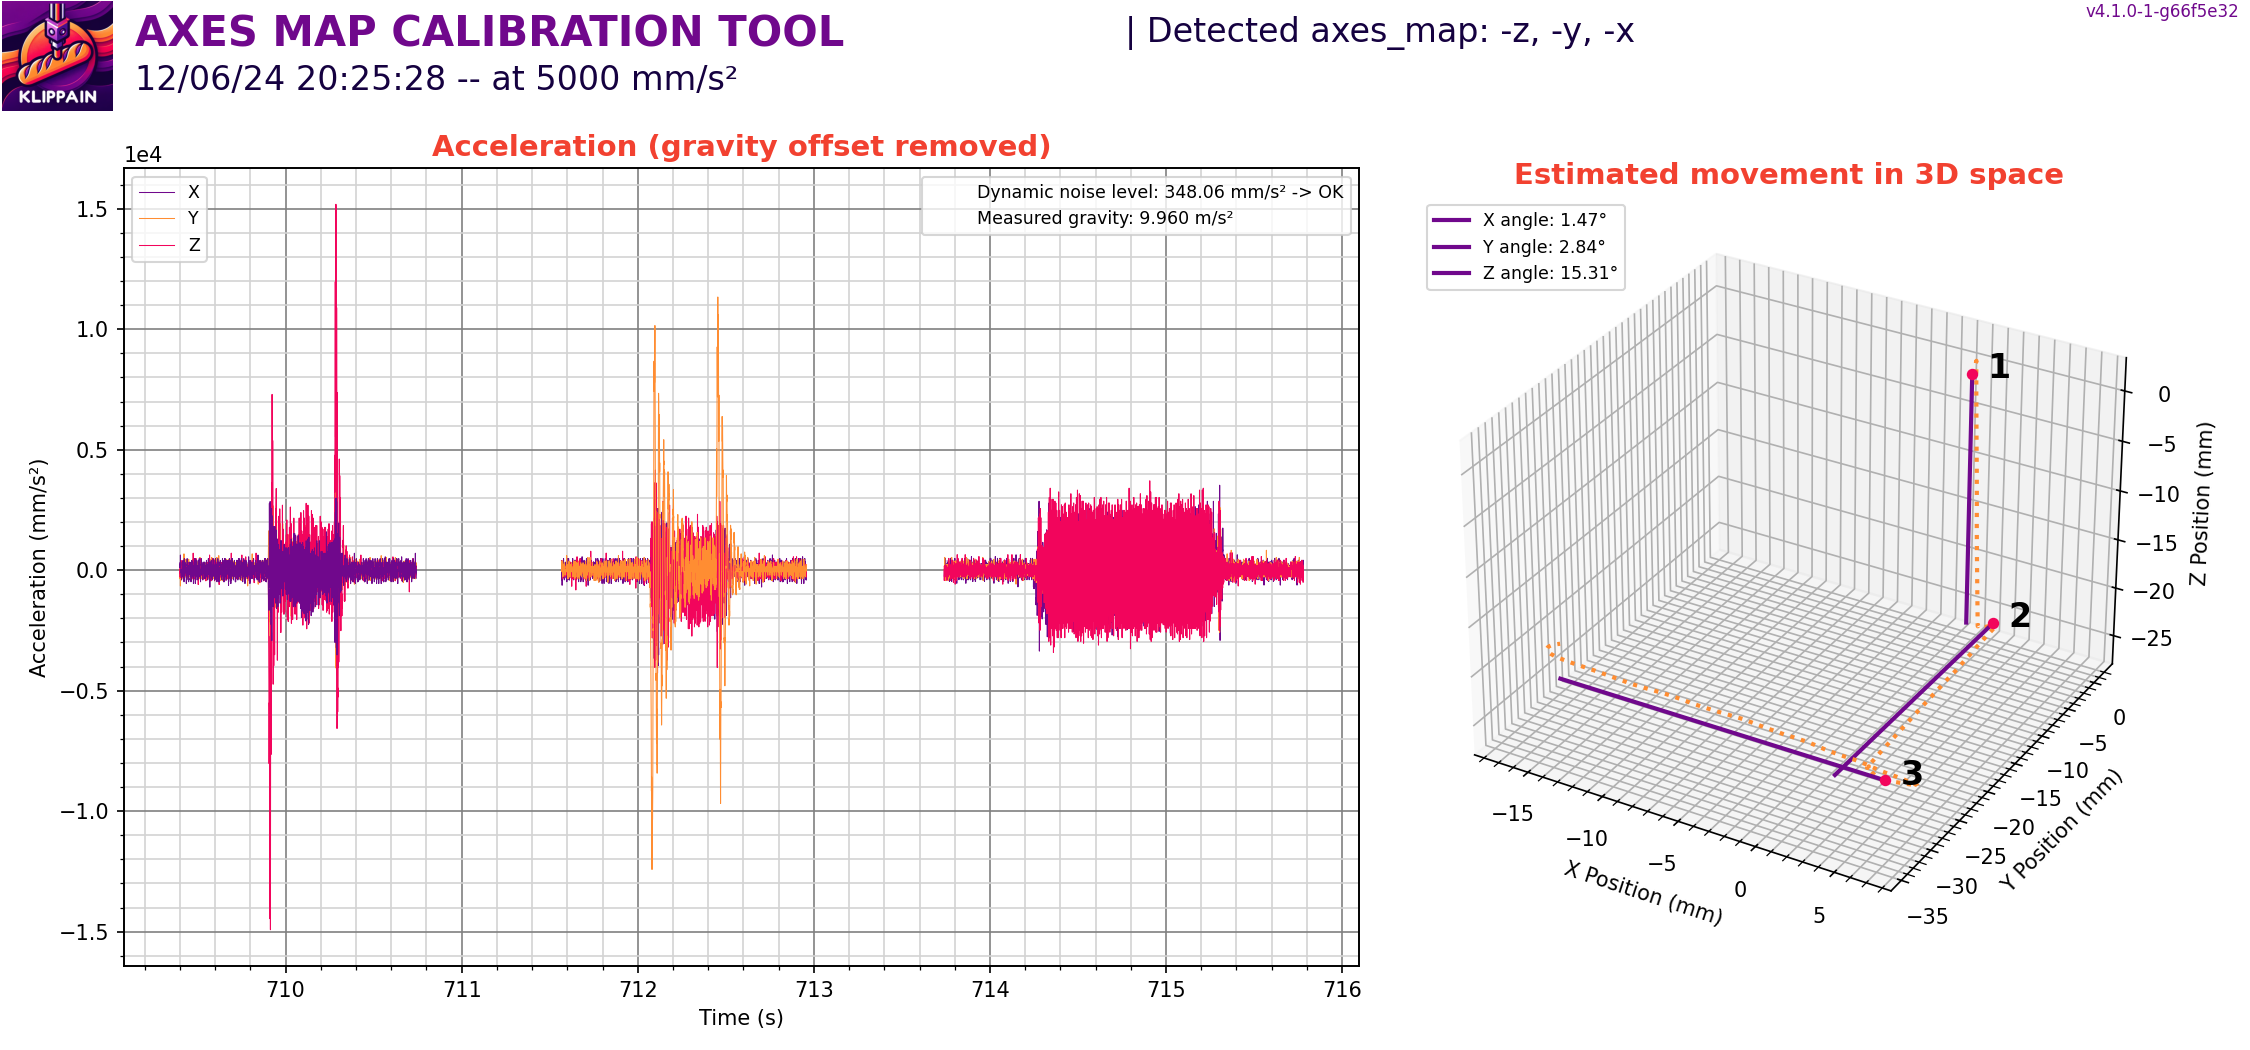 KLIPPAIN
AXES MAP CALIBRATION TOOL
| Detected axes_map: -z, -y, -x
v4.1.0-1-g66f5e32
12/06/24 20:25:28 -- at 5000 mm/s²
Acceleration (gravity offset removed)
1e4
X
Y
Z
Dynamic noise level: 348.06 mm/s² -> OK
Measured gravity: 9.960 m/s²
1.5
1.0
0.5
0.0
−0.5
−1.0
−1.5
Acceleration (mm/s²)
710
711
712
713
714
715
716
Time (s)
Estimated movement in 3D space
X angle: 1.47°
Y angle: 2.84°
Z angle: 15.31°
1
2
3
0
−5
−10
−15
−20
−25
Z Position (mm)
0
−5
−10
−15
−20
−25
−30
−35
Y Position (mm)
−15
−10
−5
0
5
X Position (mm)